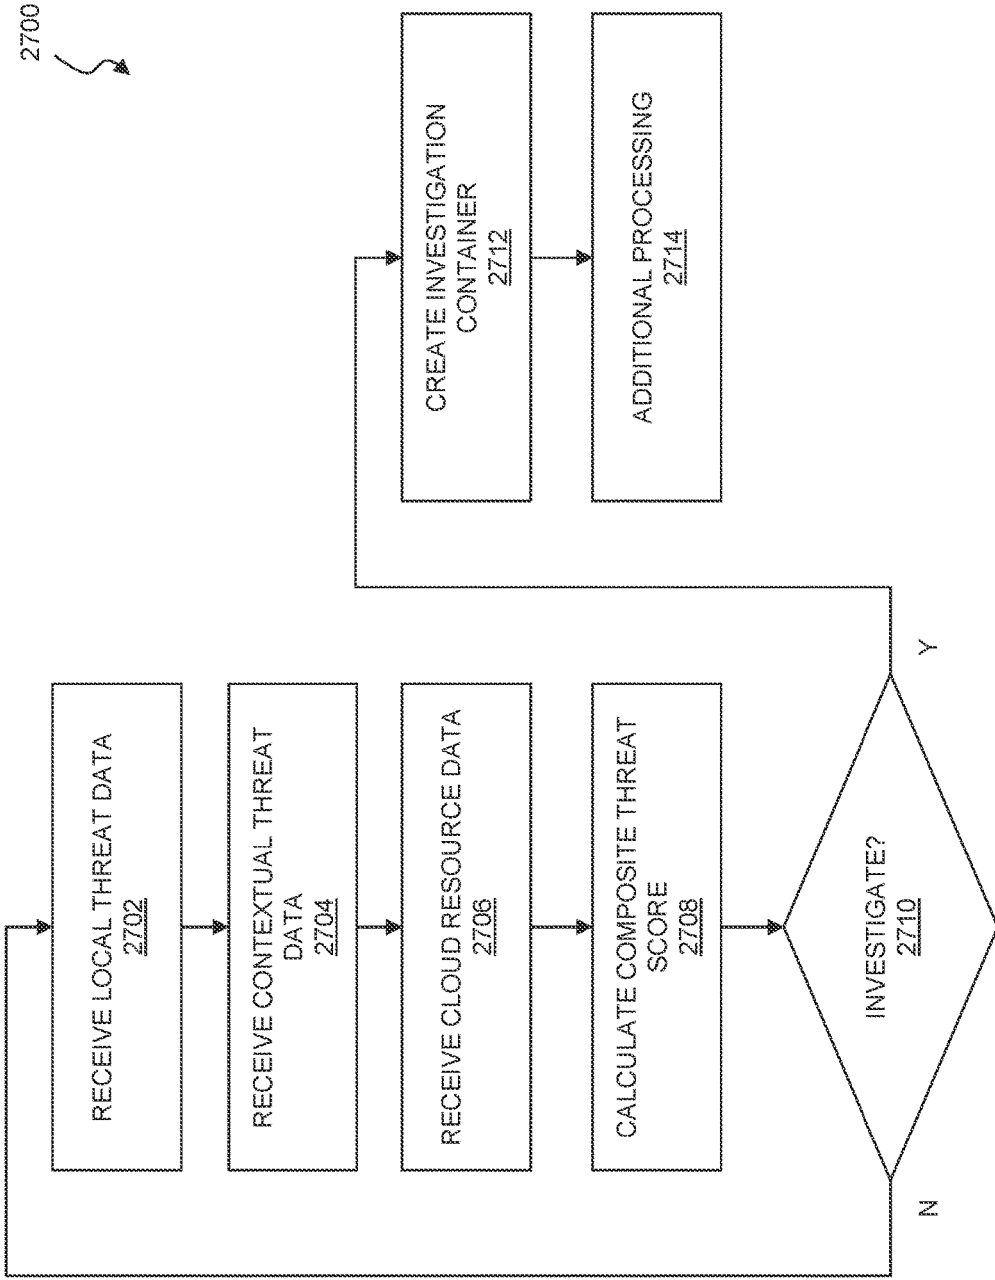 2700
RECEIVE LOCAL THREAT DATA
2702
RECEIVE CONTEXTUAL THREAT
DATA
2704
RECEIVE CLOUD RESOURCE DATA
2706
CALCULATE COMPOSITE THREAT
SCORE
2708
INVESTIGATE?
2710
N
Y
CREATE INVESTIGATION
CONTAINER
2712
ADDITIONAL PROCESSING
2714